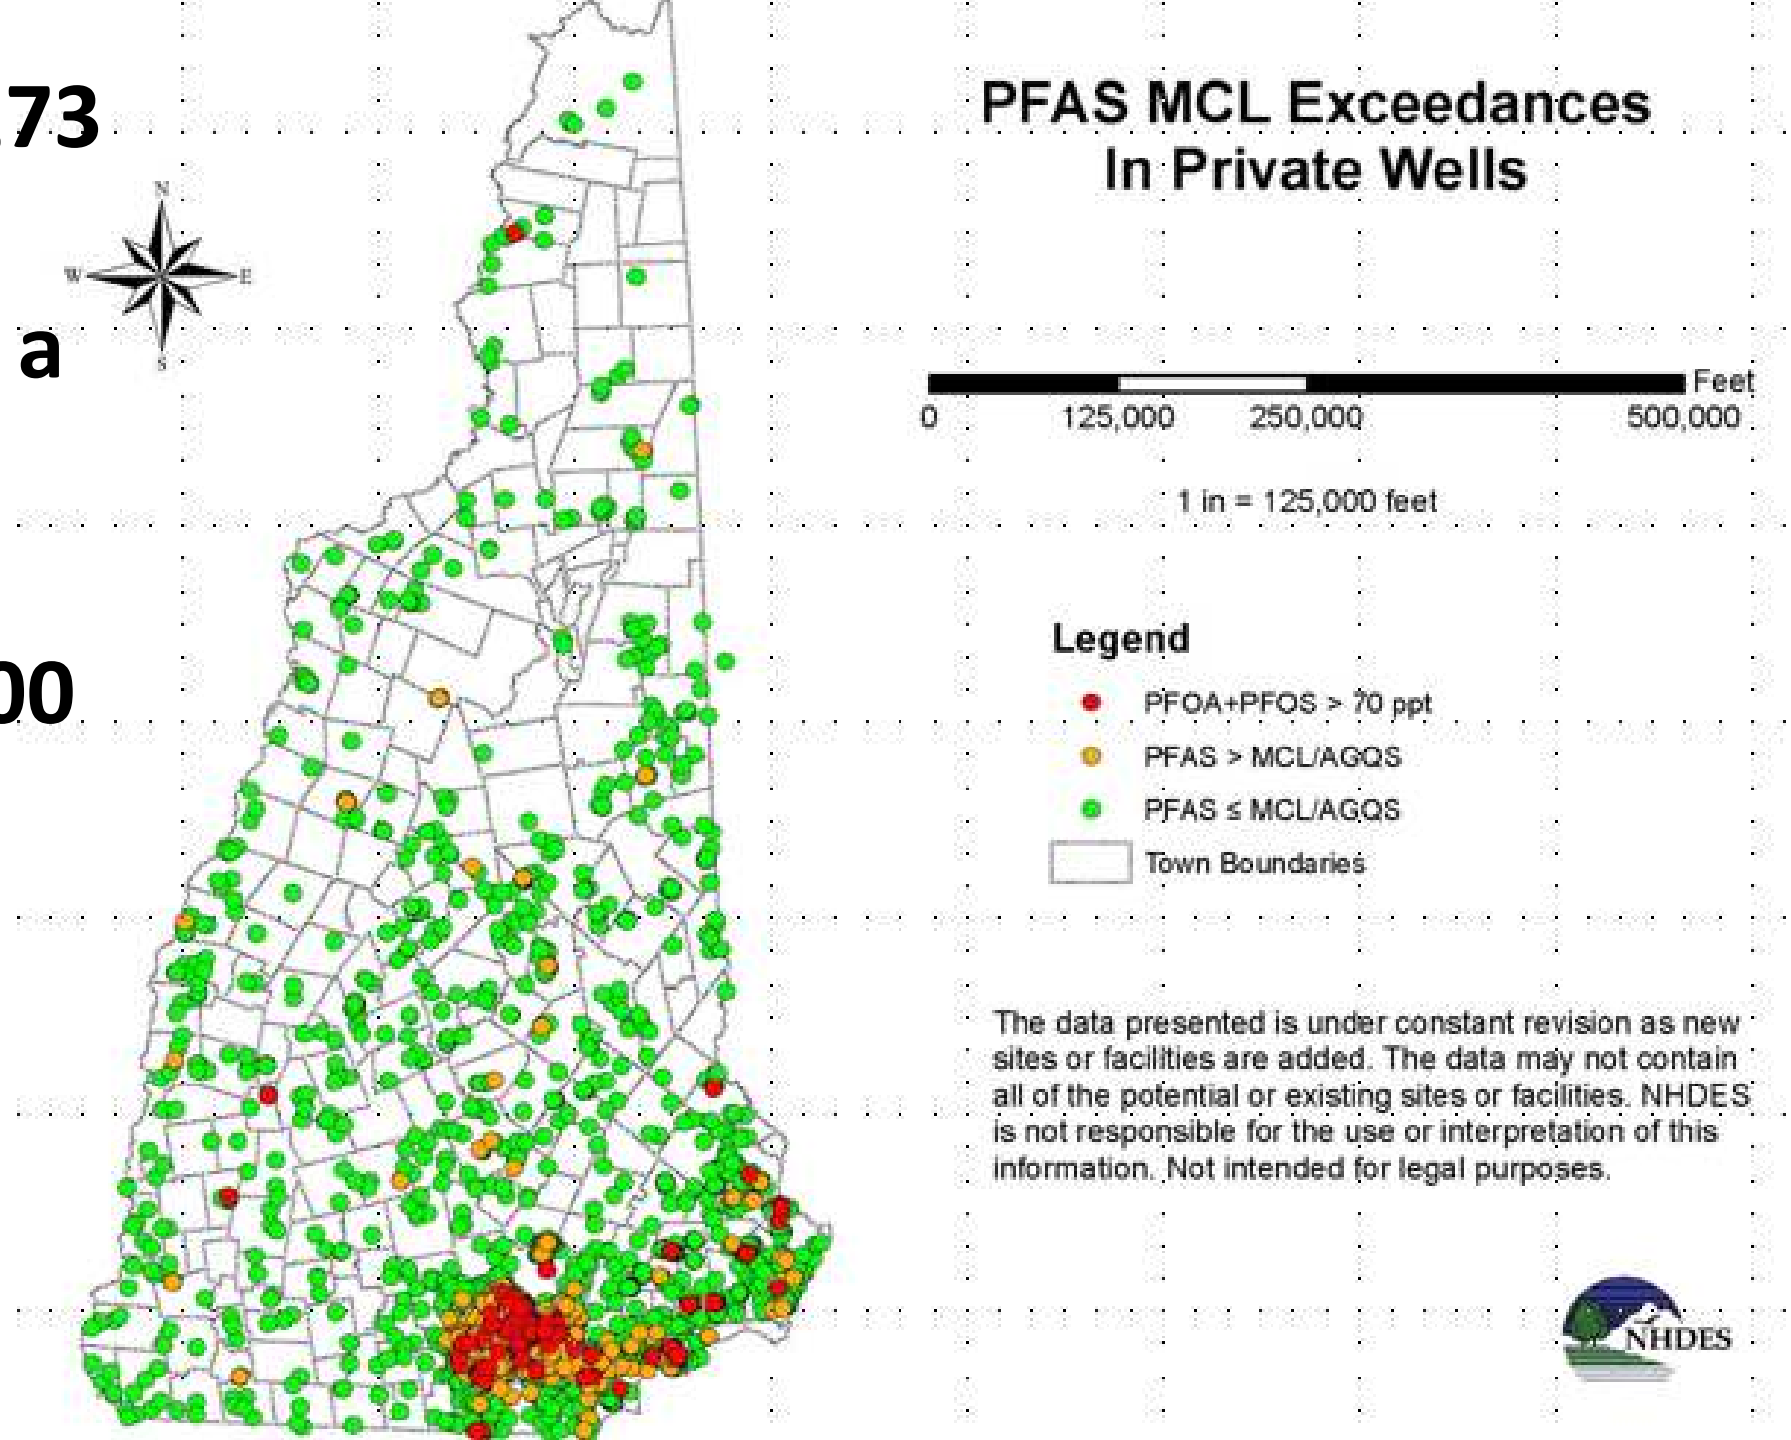 PFAS MCL Exceedances
In Private Wells
.173
N
W E
S
a
Feet
0 125,000 250,000 500,000
1 in = 125,000 feet
00
Legend
PFOA+PFOS > 70 ppt
PFAS > MCL/AGQS
PFAS ≤ MCL/AGQS
Town Boundaries
The data presented is under constant revision as new
sites or facilities are added. The data may not contain
all of the potential or existing sites or facilities. NHDES
is not responsible for the use or interpretation of this
information. Not intended for legal purposes.
NHDES